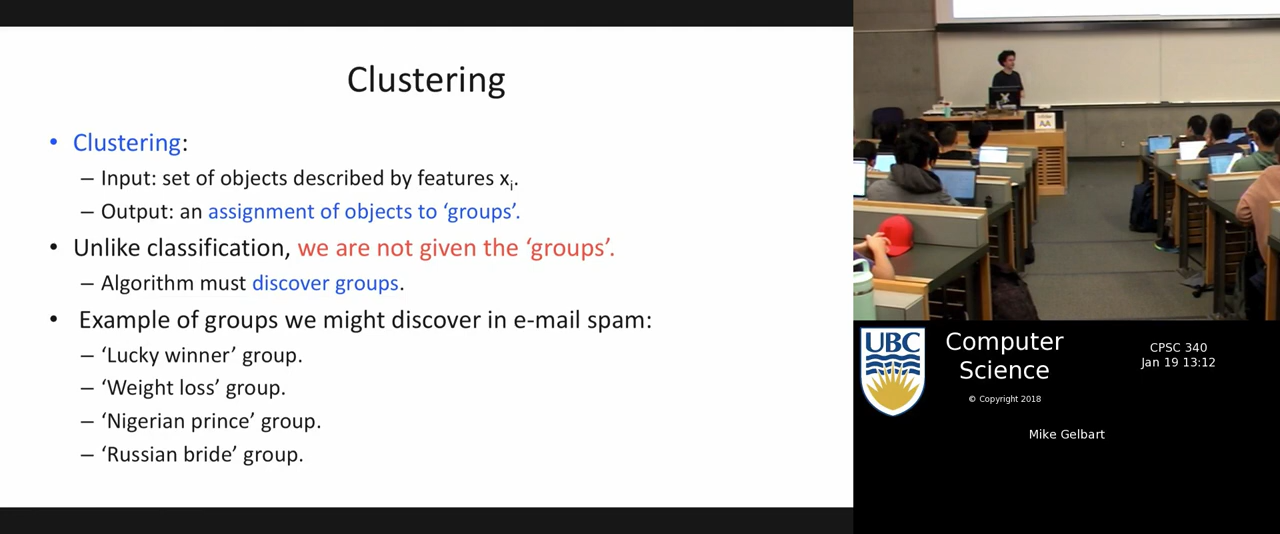 Clustering
• Clustering:
– Input: set of objects described by features xᵢ.
– Output: an assignment of objects to ‘groups’.
• Unlike classification, we are not given the ‘groups’.
– Algorithm must discover groups.
• Example of groups we might discover in e-mail spam:
– ‘Lucky winner’ group.
– ‘Weight loss’ group.
– ‘Nigerian prince’ group.
– ‘Russian bride’ group.
AA
UBC
Computer
Science
© Copyright 2018
CPSC 340
Jan 19 13:12
Mike Gelbart